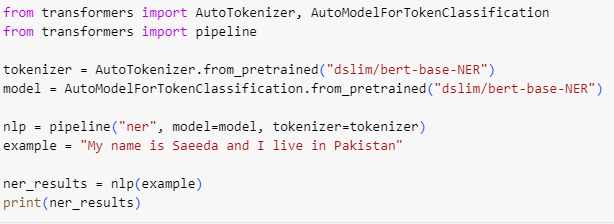 from transformers import AutoTokenizer, AutoModelForTokenClassification
from transformers import pipeline
tokenizer = AutoTokenizer.from_pretrained("dslim/bert-base-NER")
model = AutoModelForTokenClassification.from_pretrained("dslim/bert-base-NER")
nlp = pipeline("ner", model=model, tokenizer=tokenizer)
example = "My name is Saeeda and I live in Pakistan"
ner_results = nlp(example)
print(ner_results)